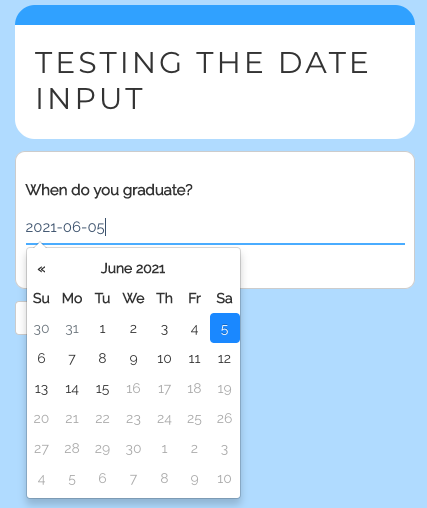 TESTING THE DATE
INPUT
When do you graduate?
2021-06-05
« June 2021
Su Mo Tu We Th Fr Sa
30 31 1 2 3 4 5
6 7 8 9 10 11 12
13 14 15 16 17 18 19
20 21 22 23 24 25 26
27 28 29 30 1 2 3
4 5 6 7 8 9 10